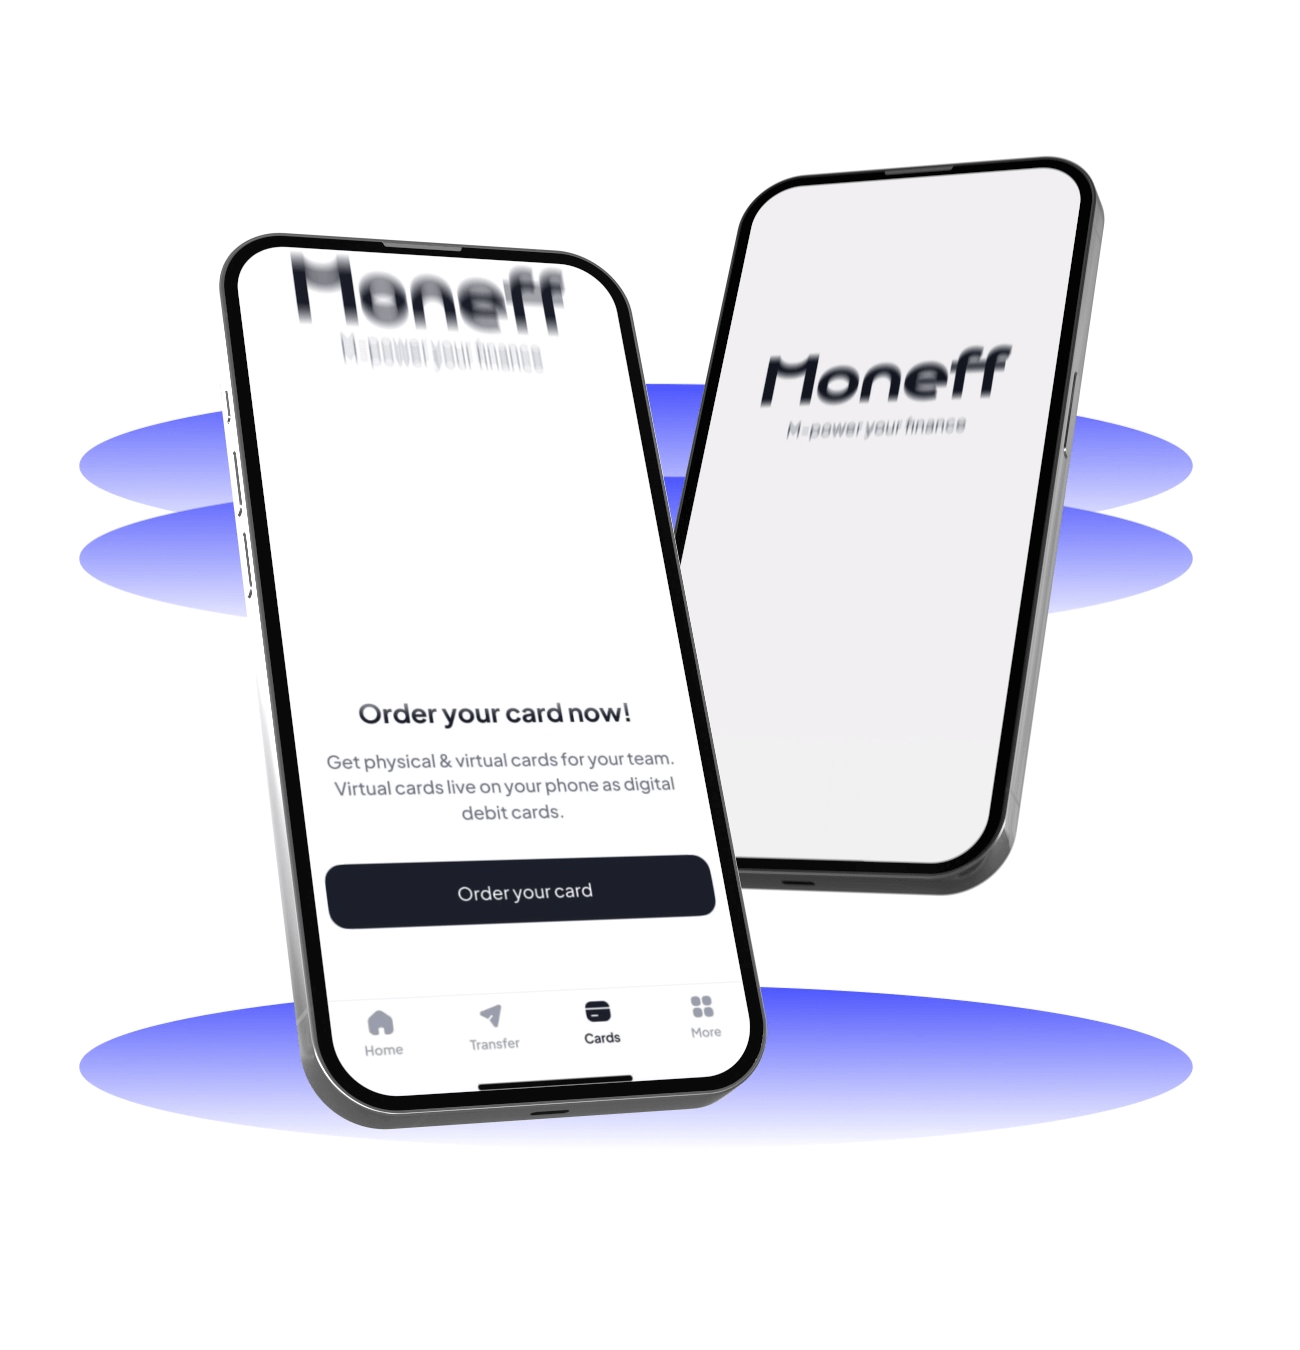 Moneff
M=power your finance
Order your card now!
Get physical & virtual cards for your team.
Virtual cards live on your phone as digital
debit cards.
Order your card
Home
Transfer
Cards
More
Moneff
M=power your finance